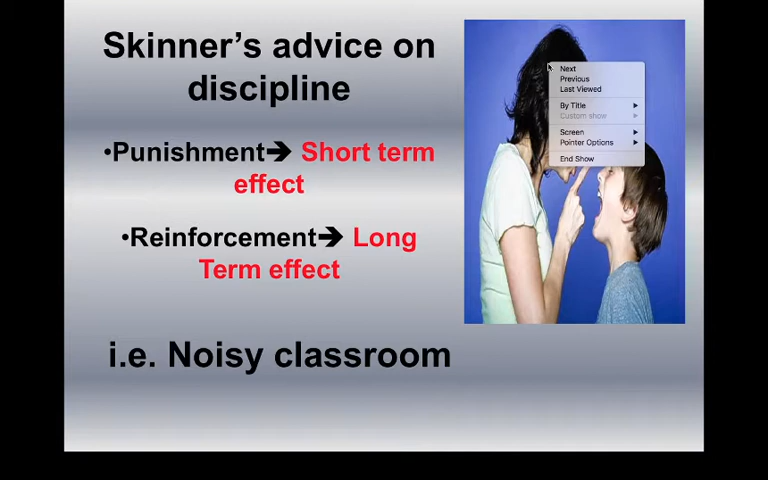 Skinner's advice on
discipline
•Punishment➔ Short term
effect
•Reinforcement➔ Long
Term effect
i.e. Noisy classroom
Next
Previous
Last Viewed
By Title
Custom show
Screen
Pointer Options
End Show